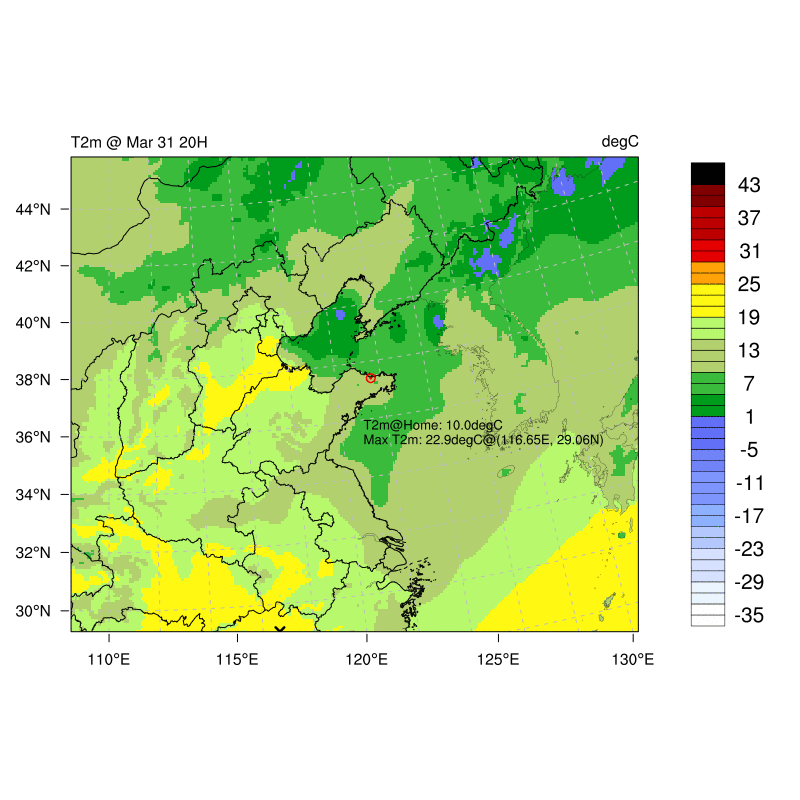 T2m @ Mar 31 20H
degC
44°N
42°N
40°N
38°N
36°N
34°N
32°N
30°N
T2m@Home: 10.0degC
Max T2m: 22.9degC@(116.65E, 29.06N)
110°E
115°E
120°E
125°E
130°E
43
37
31
25
19
13
7
1
-5
-11
-17
-23
-29
-35